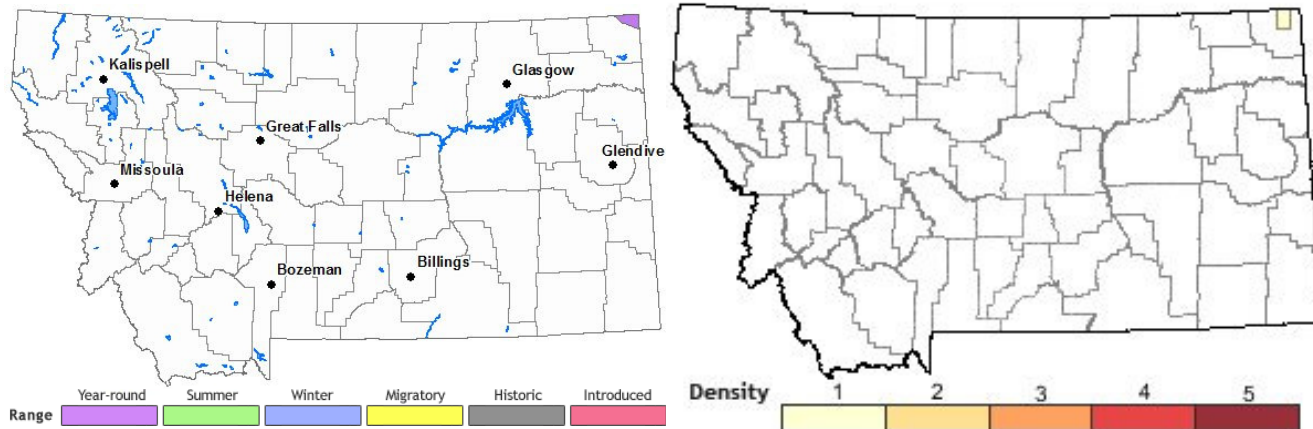 Kalispell
Glasgow
Great Falls
Glendive
Missoula
Helena
Bozeman
Billings
Year-round Summer Winter Migratory Historic Introduced
Range
Density 1 2 3 4 5